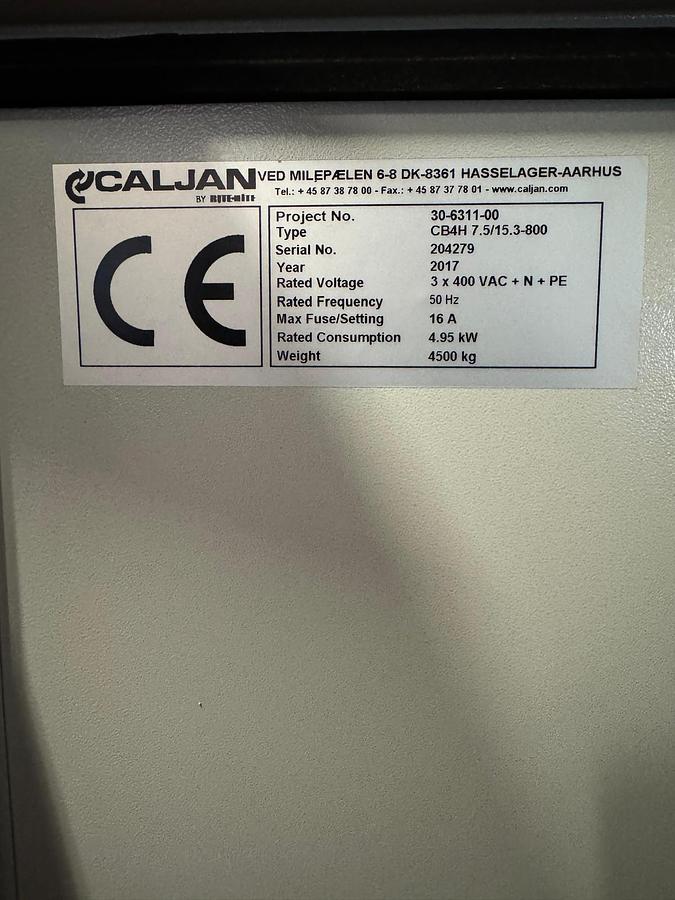 CALJAN VED MILEPÆLEN 6-8 DK-8361 HASSELAGER-AARHUS
BY RITE-HITE Tel.: + 45 87 38 78 00 - Fax.: + 45 87 37 78 01 - www.caljan.com
CE
Project No. 30-6311-00
Type CB4H 7.5/15.3-800
Serial No. 204279
Year 2017
Rated Voltage 3 x 400 VAC + N + PE
Rated Frequency 50 Hz
Max Fuse/Setting 16 A
Rated Consumption 4.95 kW
Weight 4500 kg